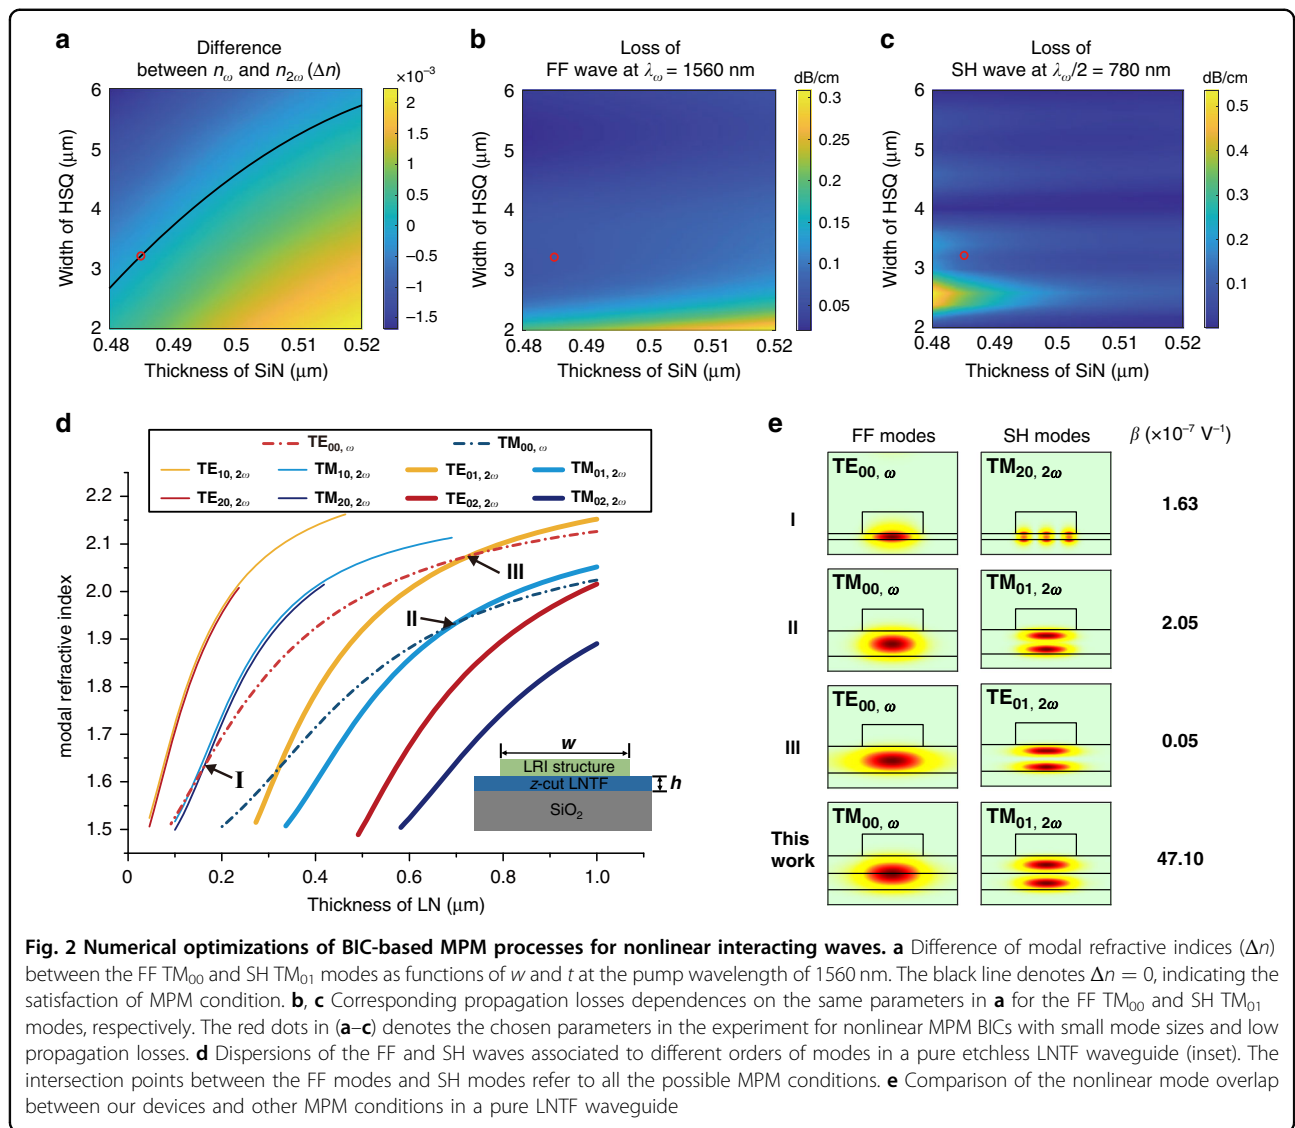 a
Difference
between nω and n2ω (Δn)
×10⁻³
6
5
4
3
2
Width of HSQ (μm)
0.48 0.49 0.5 0.51 0.52
Thickness of SiN (μm)
2
1.5
1
0.5
0
−0.5
−1
−1.5
b
Loss of
FF wave at λω = 1560 nm
dB/cm
6
5
4
3
2
Width of HSQ (μm)
0.48 0.49 0.5 0.51 0.52
Thickness of SiN (μm)
0.3
0.25
0.2
0.15
0.1
0.05
c
Loss of
SH wave at λω/2 = 780 nm
dB/cm
6
5
4
3
2
Width of HSQ (μm)
0.48 0.49 0.5 0.51 0.52
Thickness of SiN (μm)
0.5
0.4
0.3
0.2
0.1
d
TE00, ω TM00, ω
TE10, 2ω TM10, 2ω TE01, 2ω TM01, 2ω
TE20, 2ω TM20, 2ω TE02, 2ω TM02, 2ω
2.2
2.1
2.0
1.9
1.8
1.7
1.6
1.5
modal refractive index
I
II
III
w
LRI structure
z-cut LNTF
h
SiO2
0 0.2 0.4 0.6 0.8 1.0
Thickness of LN (μm)
e
FF modes SH modes β (×10⁻⁷ V⁻¹)
I TE00, ω TM20, 2ω 1.63
II TM00, ω TM01, 2ω 2.05
III TE00, ω TE01, 2ω 0.05
This
work TM00, ω TM01, 2ω 47.10
Fig. 2 Numerical optimizations of BIC-based MPM processes for nonlinear interacting waves. a Difference of modal refractive indices (Δn)
between the FF TM00 and SH TM01 modes as functions of w and t at the pump wavelength of 1560 nm. The black line denotes Δn = 0, indicating the
satisfaction of MPM condition. b, c Corresponding propagation losses dependences on the same parameters in a for the FF TM00 and SH TM01
modes, respectively. The red dots in (a–c) denotes the chosen parameters in the experiment for nonlinear MPM BICs with small mode sizes and low
propagation losses. d Dispersions of the FF and SH waves associated to different orders of modes in a pure etchless LNTF waveguide (inset). The
intersection points between the FF modes and SH modes refer to all the possible MPM conditions. e Comparison of the nonlinear mode overlap
between our devices and other MPM conditions in a pure LNTF waveguide